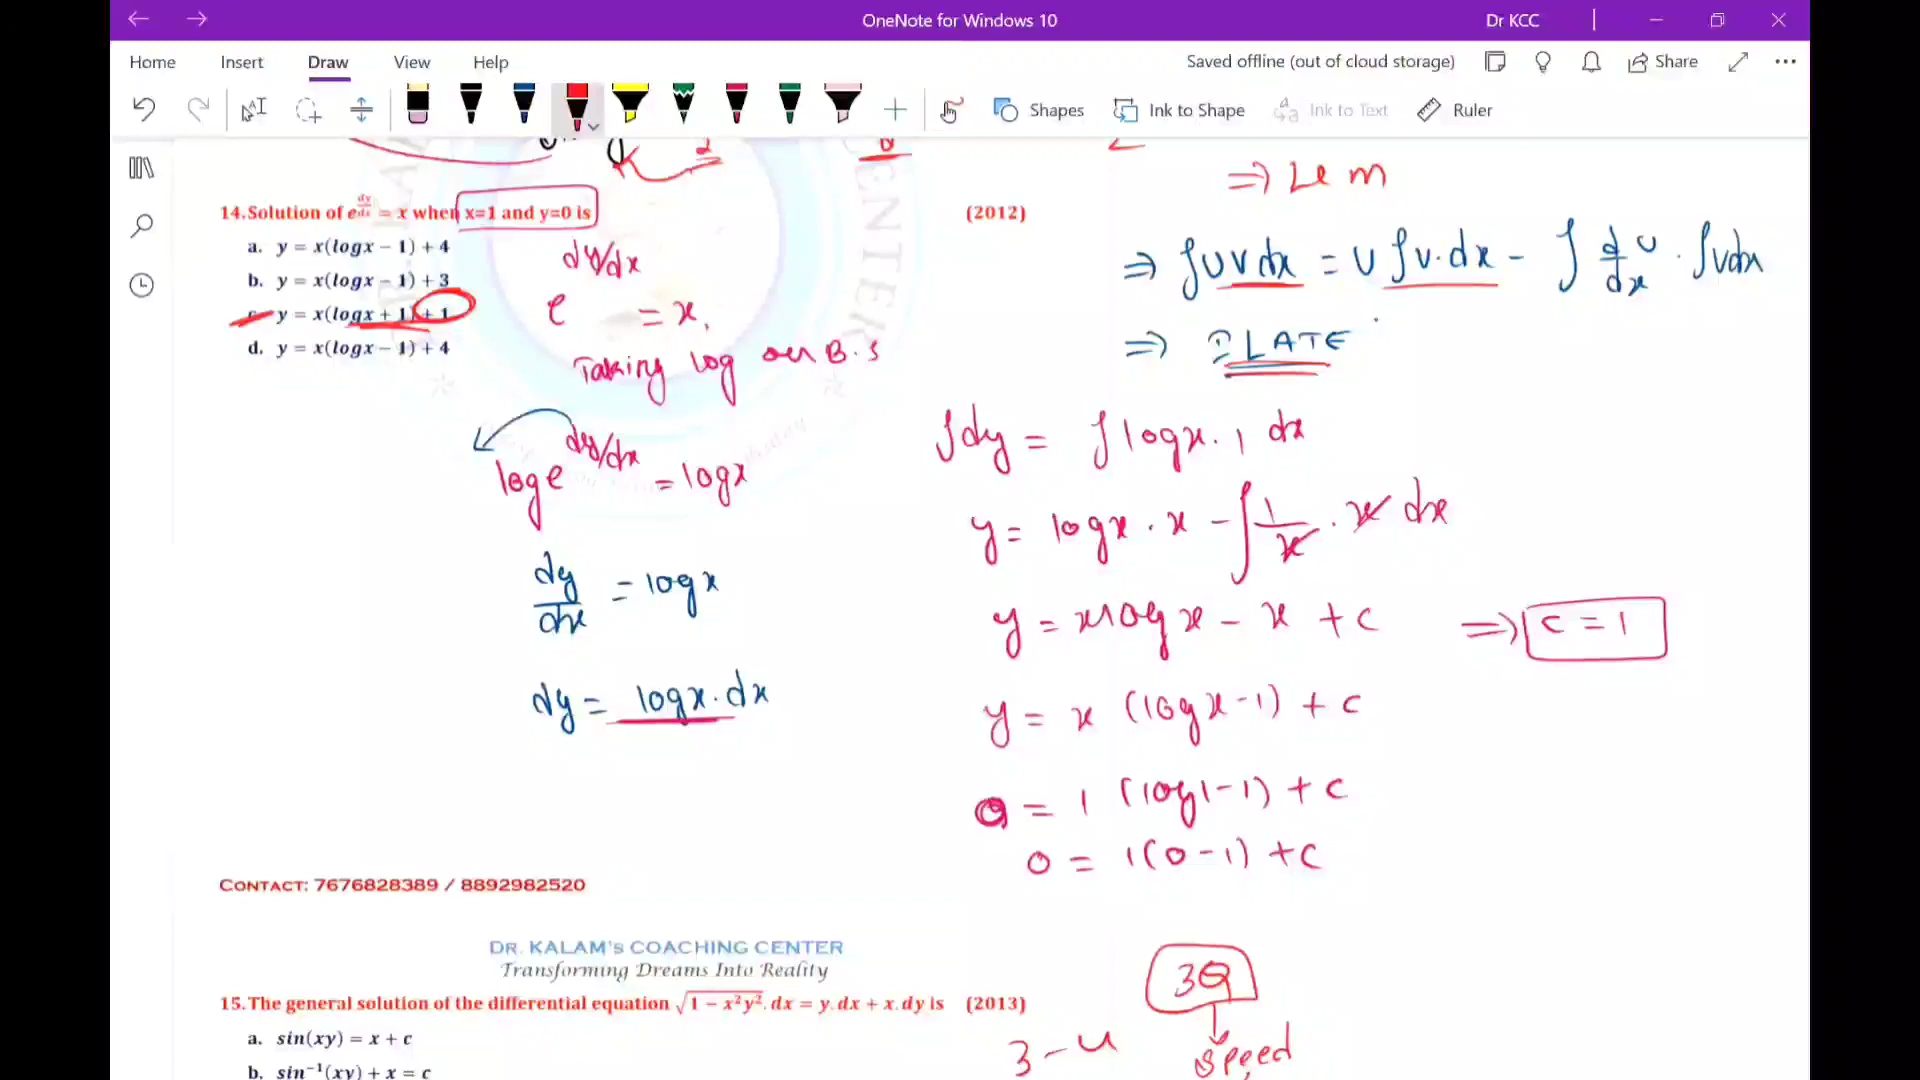 OneNote for Windows 10
Dr KCC
Home Insert Draw View Help
Saved offline (out of cloud storage) Share
Shapes Ink to Shape Ink to Text Ruler
14.Solution of e^{dy/dx} = x when x=1 and y=0 is (2012)
a. y = x(logx − 1) + 4
b. y = x(logx − 1) + 3
c. y = x(logx + 1) + 1
d. y = x(logx − 1) + 4
e^{dy/dx} = x,
Taking log on B.S
log e^{dy/dx} = logx
dy/dx = logx
dy = logx.dx
⇒ ∫uvdx = u∫v.dx − ∫ d/dx u . ∫vdx
⇒ ILATE
∫dy = ∫logx.1 dx
y = logx . x − ∫ 1/x . x dx
y = xlogx − x + c ⇒ c = 1
y = x (logx−1) + c
0 = 1 (log1−1) + c
0 = 1(0−1) + c
CONTACT: 7676828389 / 8892982520
DR. KALAM's COACHING CENTER
Transforming Dreams Into Reality
15.The general solution of the differential equation √1 − x²y². dx = y. dx + x. dy is (2013)
a. sin(xy) = x + c
b. sin⁻¹(xy) + x = c
3Q
speed